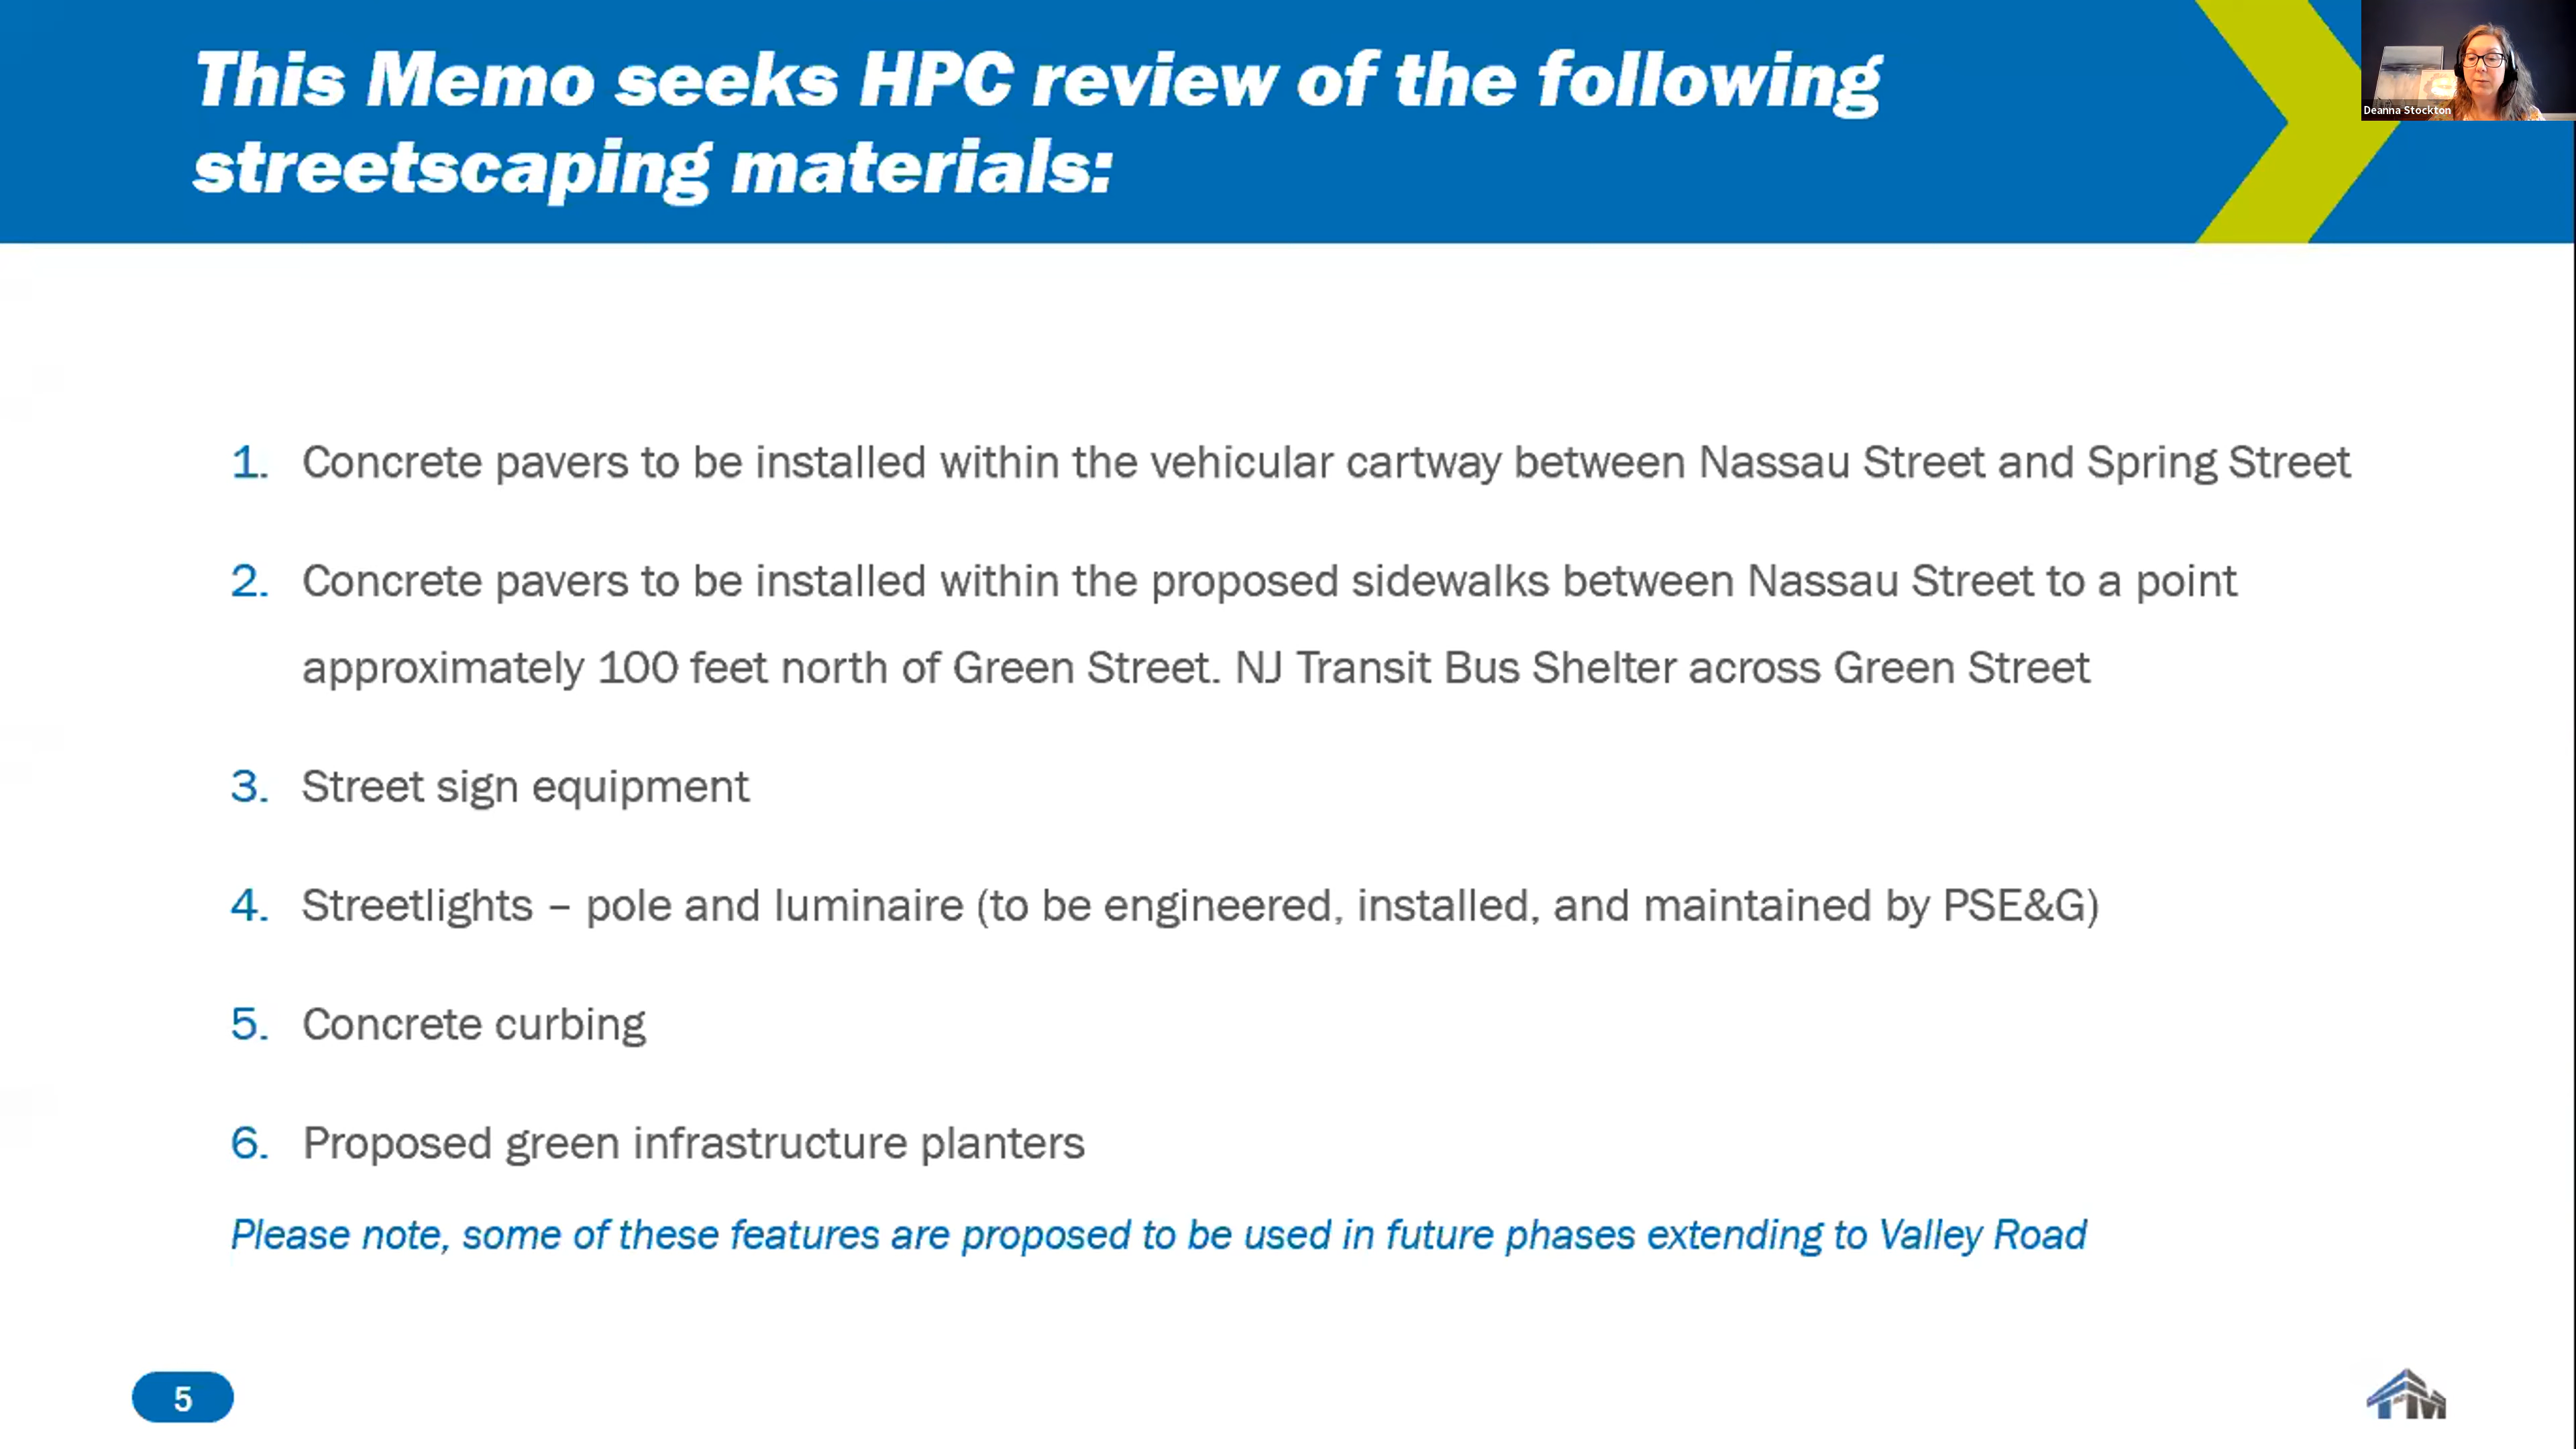 This Memo seeks HPC review of the following
streetscaping materials:
Deanna Stockton
1. Concrete pavers to be installed within the vehicular cartway between Nassau Street and Spring Street
2. Concrete pavers to be installed within the proposed sidewalks between Nassau Street to a point
approximately 100 feet north of Green Street. NJ Transit Bus Shelter across Green Street
3. Street sign equipment
4. Streetlights – pole and luminaire (to be engineered, installed, and maintained by PSE&G)
5. Concrete curbing
6. Proposed green infrastructure planters
Please note, some of these features are proposed to be used in future phases extending to Valley Road
5